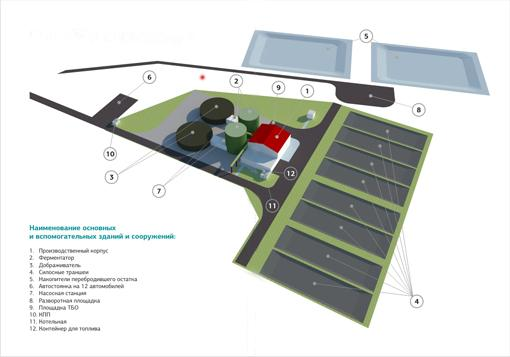 5
6
2
9
1
8
10
3
7
12
11
4
Наименование основных
и вспомогательных зданий и сооружений:
1. Производственный корпус
2. Ферментатор
3. Дображиватель
4. Силосные траншеи
5. Накопители перебродившего остатка
6. Автостоянка на 12 автомобилей
7. Насосная станция
8. Разворотная площадка
9. Площадка ТБО
10. КПП
11. Котельная
12. Контейнер для топлива